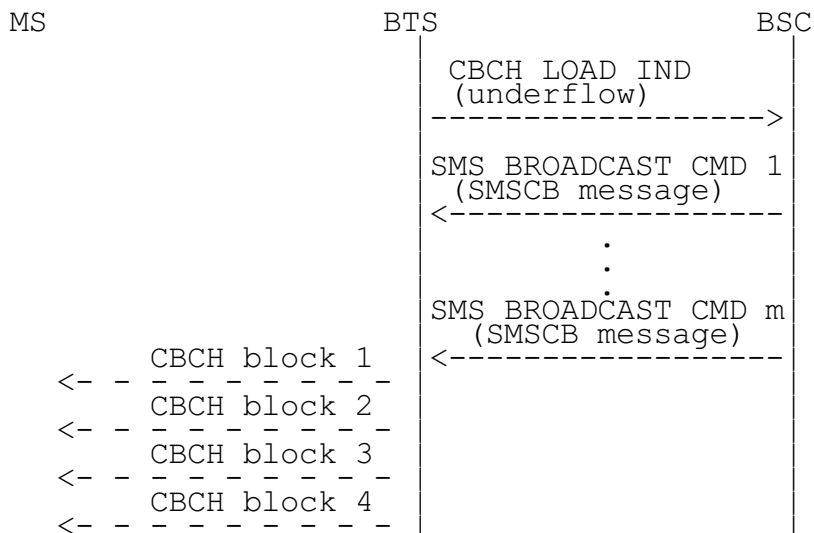 MS BTS BSC
CBCH LOAD IND
(underflow)
SMS BROADCAST CMD 1
(SMSCB message)
.
.
.
SMS BROADCAST CMD m
(SMSCB message)
CBCH block 1
CBCH block 2
CBCH block 3
CBCH block 4